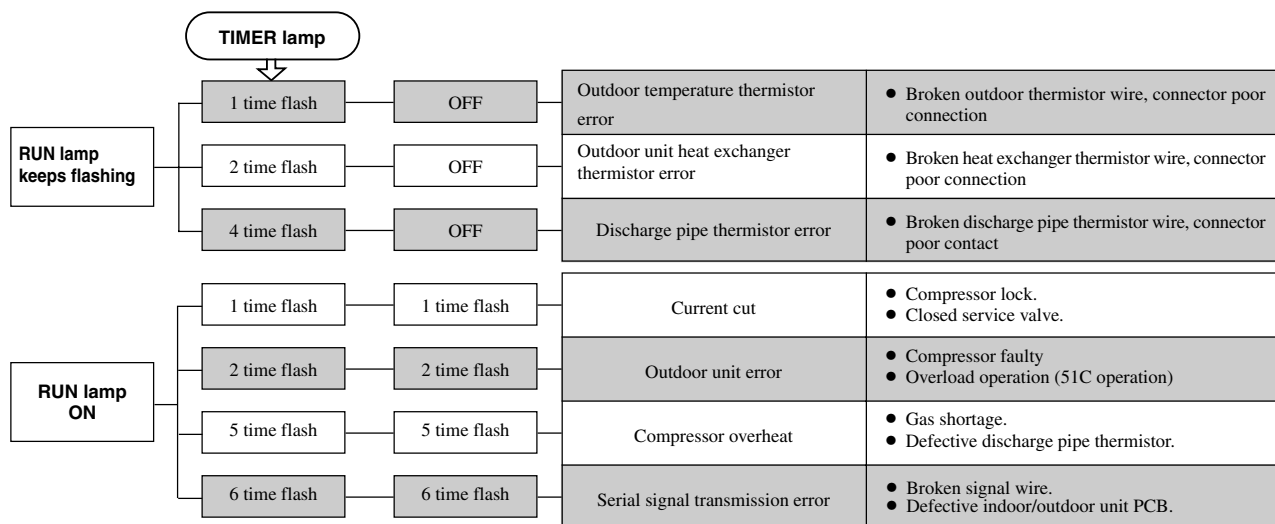 TIMER lamp
RUN lamp
keeps flashing
1 time flash
OFF
Outdoor temperature thermistor
error
● Broken outdoor thermistor wire, connector poor
connection
2 time flash
OFF
Outdoor unit heat exchanger
thermistor error
● Broken heat exchanger thermistor wire, connector
poor connection
4 time flash
OFF
Discharge pipe thermistor error
● Broken discharge pipe thermistor wire, connector
poor contact
RUN lamp
ON
1 time flash
1 time flash
Current cut
● Compressor lock.
● Closed service valve.
2 time flash
2 time flash
Outdoor unit error
● Compressor faulty
● Overload operation (51C operation)
5 time flash
5 time flash
Compressor overheat
● Gas shortage.
● Defective discharge pipe thermistor.
6 time flash
6 time flash
Serial signal transmission error
● Broken signal wire.
● Defective indoor/outdoor unit PCB.